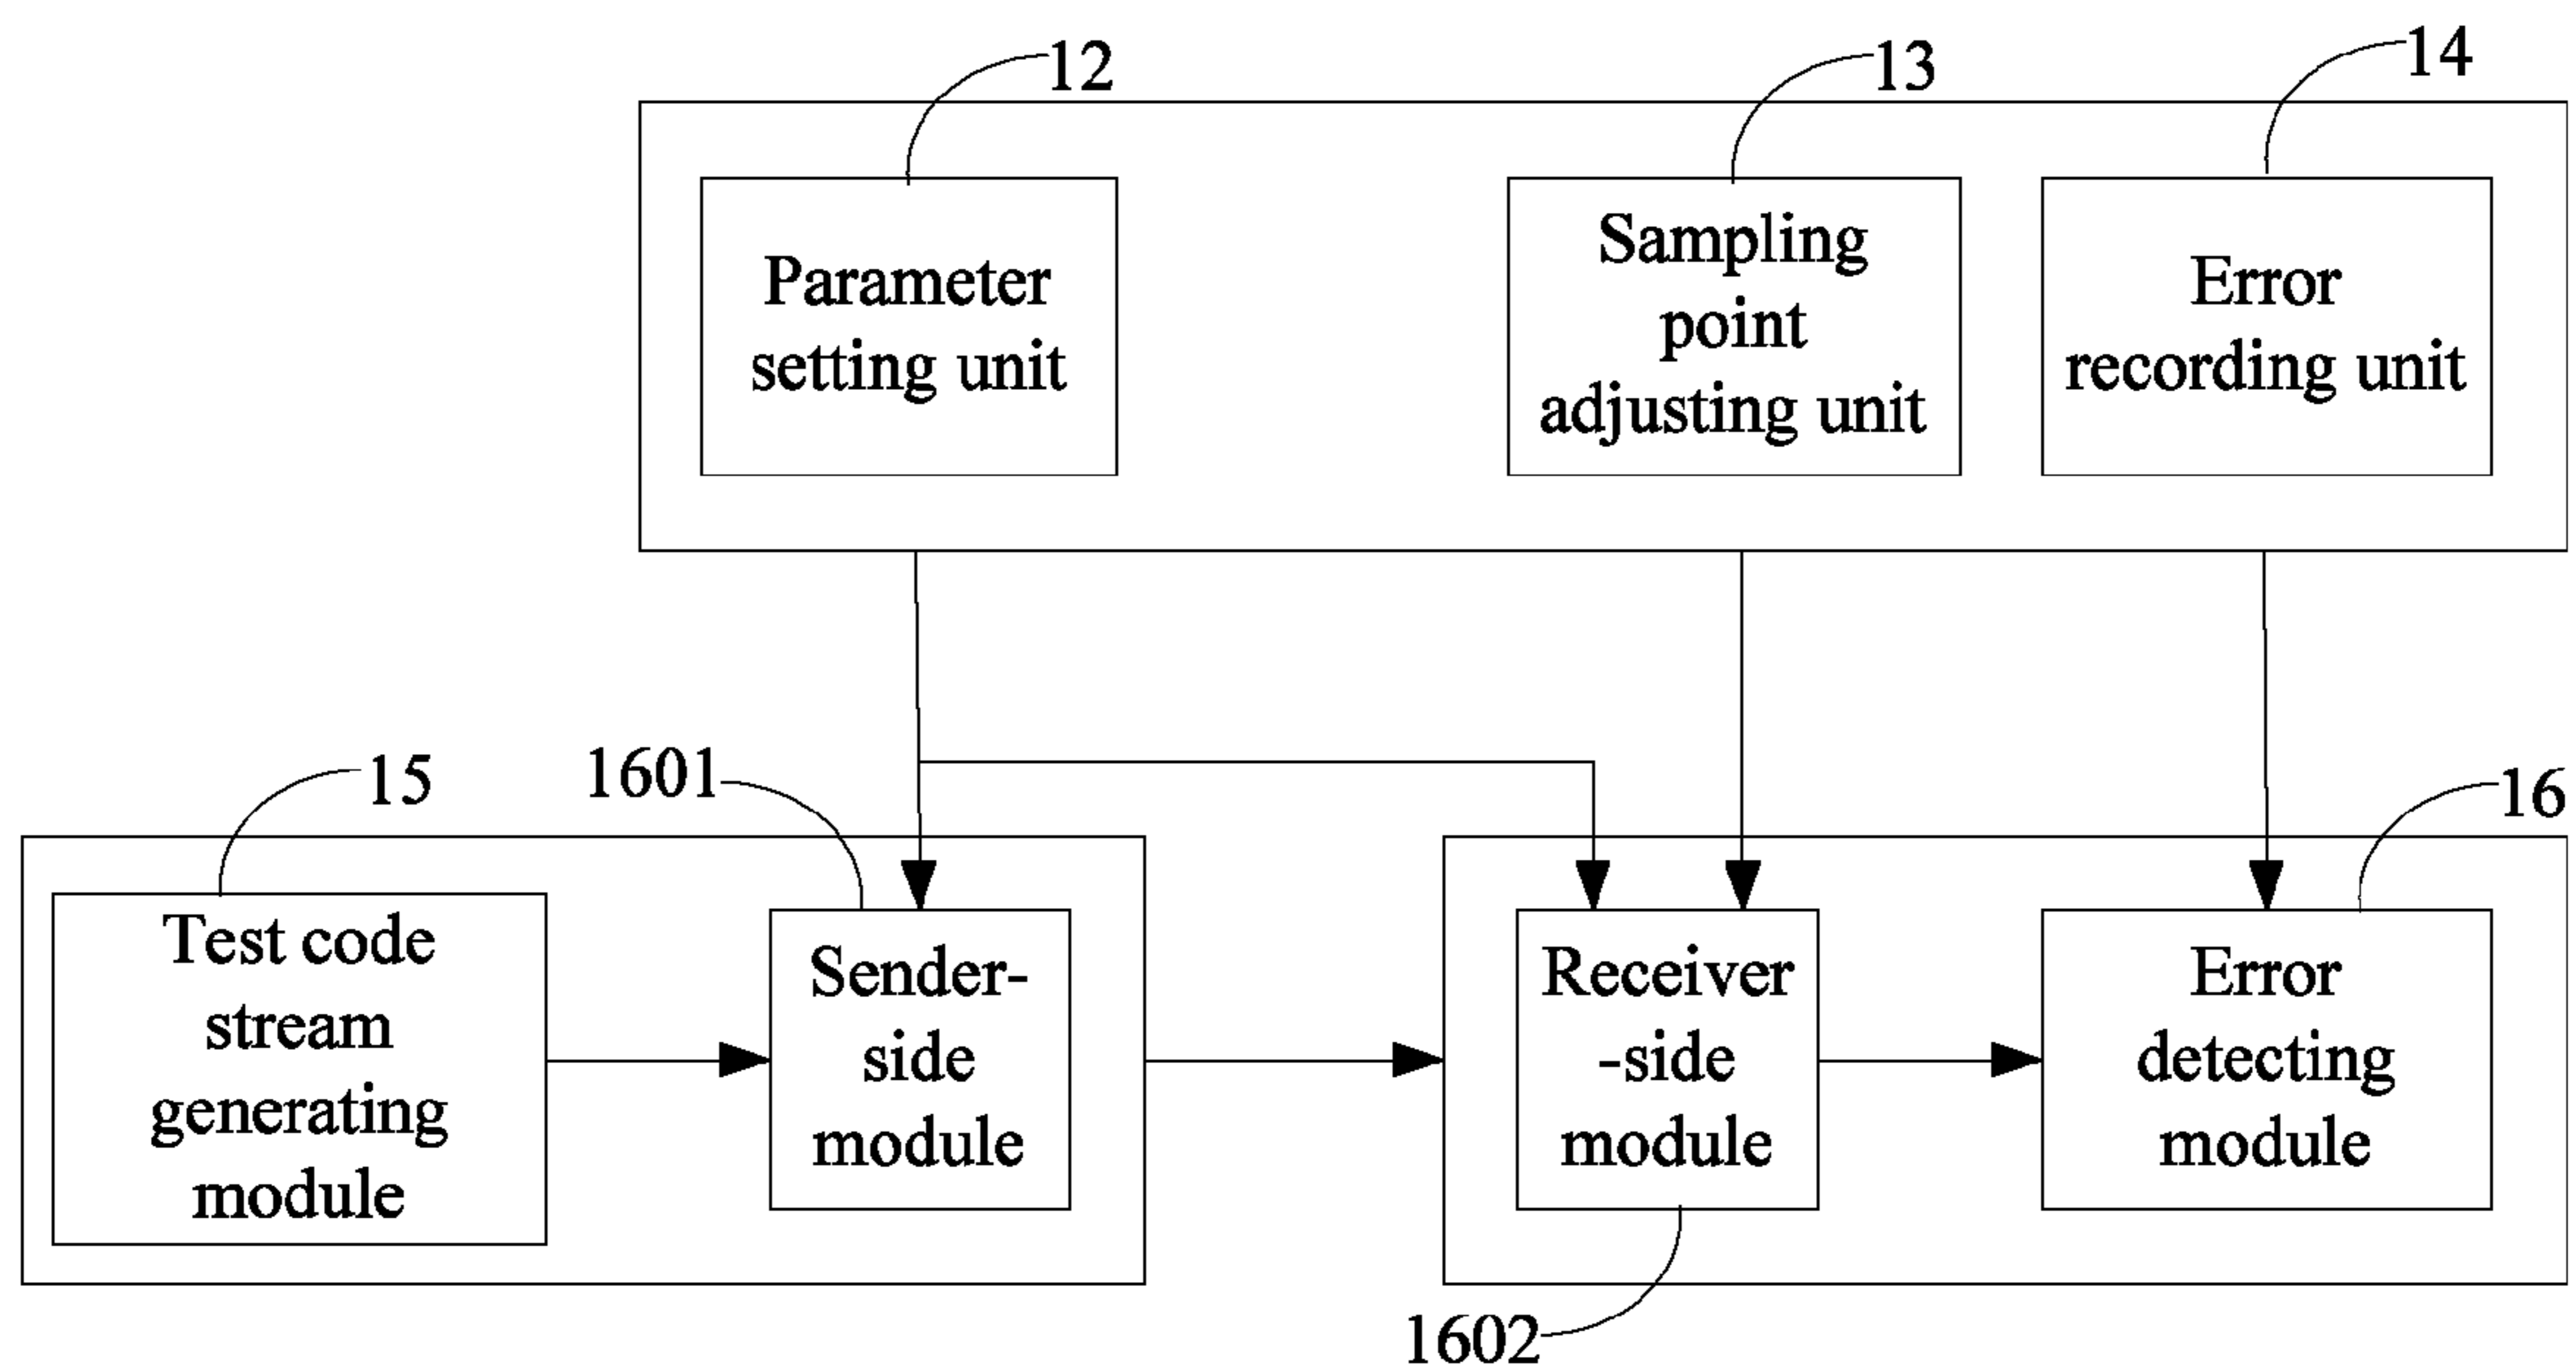 12
13
14
Parameter
setting unit
Sampling
point
adjusting unit
Error
recording unit
15
1601
16
Test code
stream
generating
module
Sender-
side
module
Receiver
-side
module
Error
detecting
module
1602